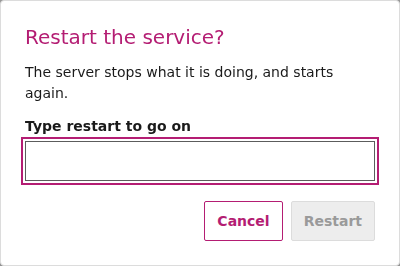 Restart the service?
The server stops what it is doing, and starts
again.
Type restart to go on
Cancel
Restart